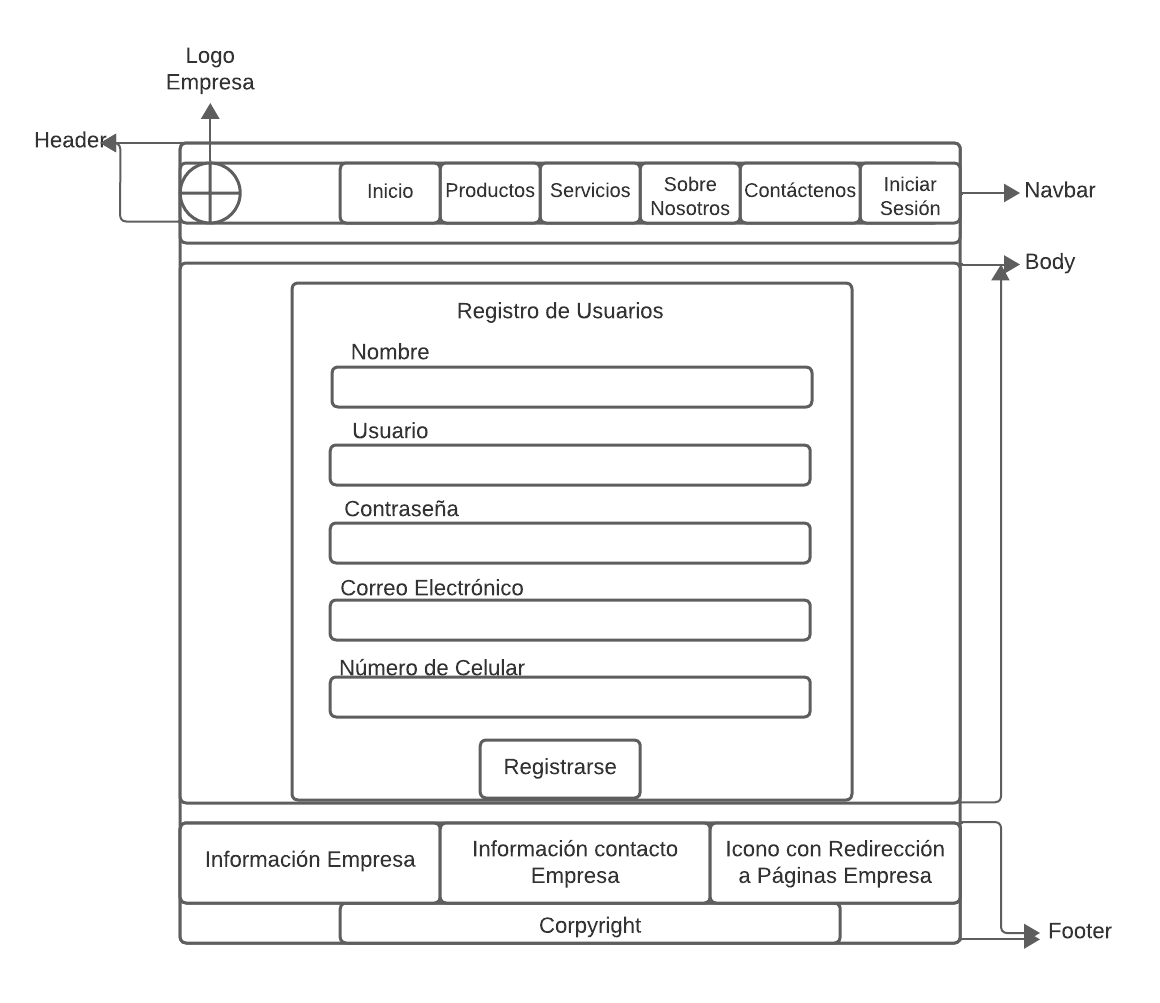 Logo
Empresa
Header
Inicio
Productos
Servicios
Sobre
Nosotros
Contáctenos
Iniciar
Sesión
Navbar
Body
Registro de Usuarios
Nombre
Usuario
Contraseña
Correo Electrónico
Número de Celular
Registrarse
Información Empresa
Información contacto
Empresa
Icono con Redirección
a Páginas Empresa
Corpyright
Footer